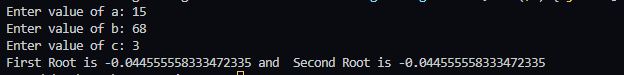 Enter value of a: 15
Enter value of b: 68
Enter value of c: 3
First Root is -0.044555558333472335 and  Second Root is -0.044555558333472335